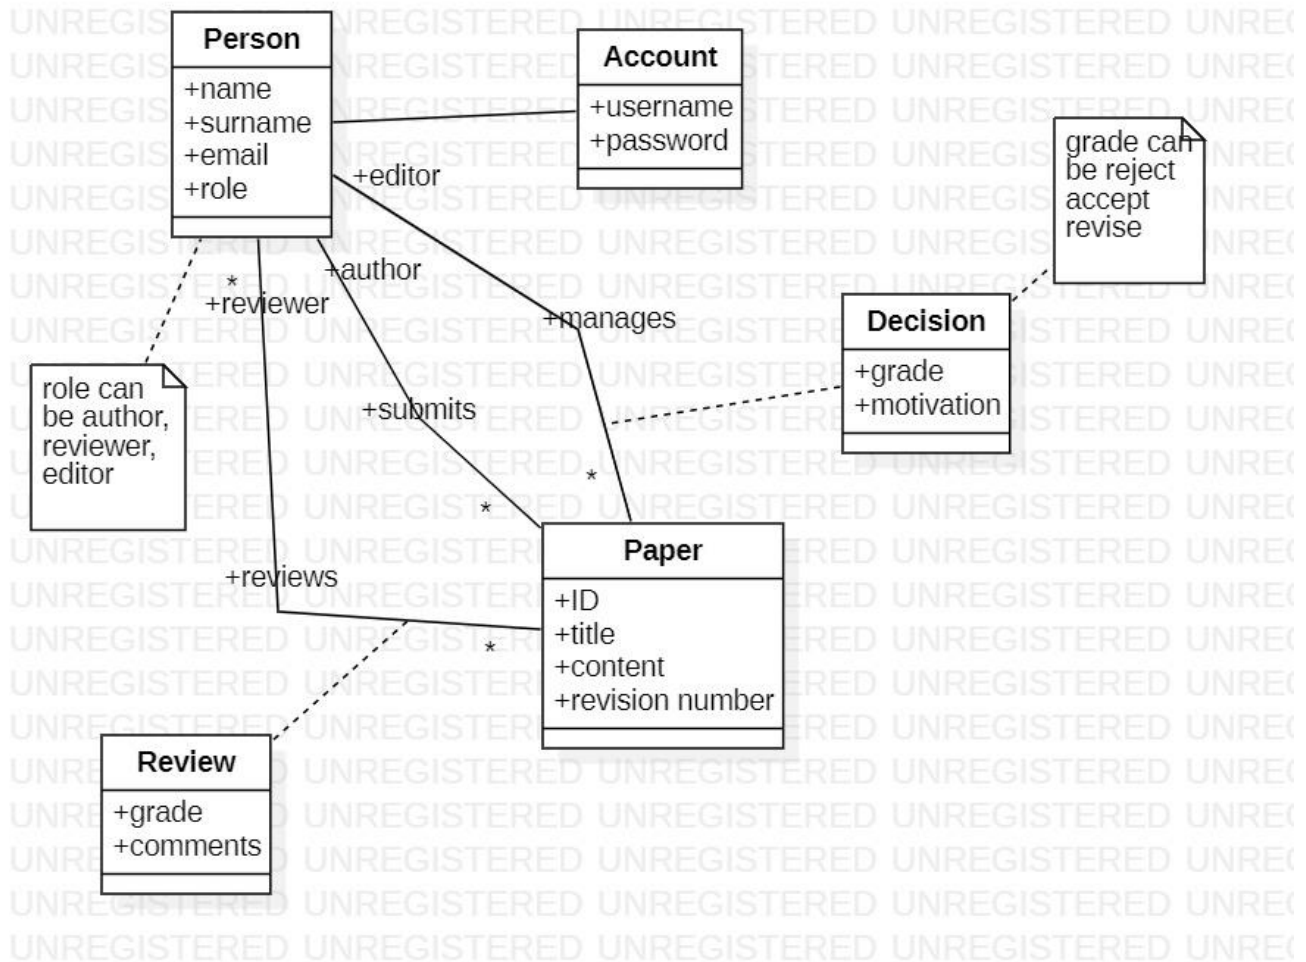 Person
+name
+surname
+email
+role
Account
+username
+password
grade can
be reject
accept
revise
+editor
+author
*
+reviewer
+manages
Decision
+grade
+motivation
role can
be author,
reviewer,
editor
+submits
*
*
Paper
+ID
+title
+content
+revision number
+reviews
*
Review
+grade
+comments
UNREGISTERED